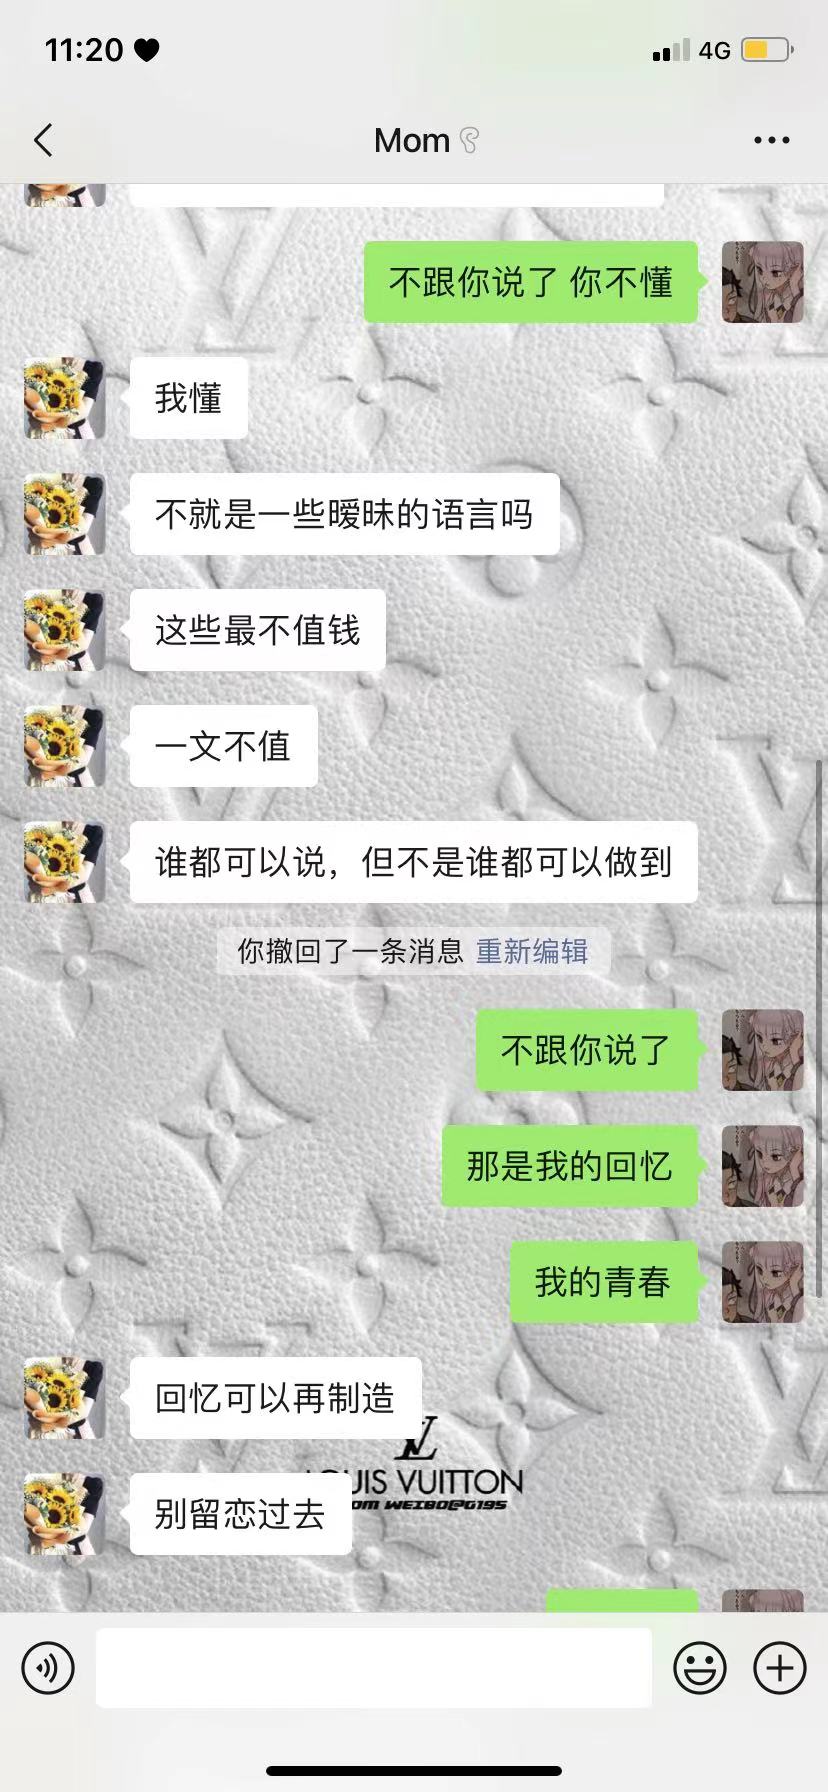 11:20
4G
Mom
不跟你说了 你不懂
我懂
不就是一些暧昧的语言吗
这些最不值钱
一文不值
谁都可以说，但不是谁都可以做到
你撤回了一条消息 重新编辑
不跟你说了
那是我的回忆
我的青春
回忆可以再制造
LOUIS VUITTON
OM WEIBO@G195
别留恋过去